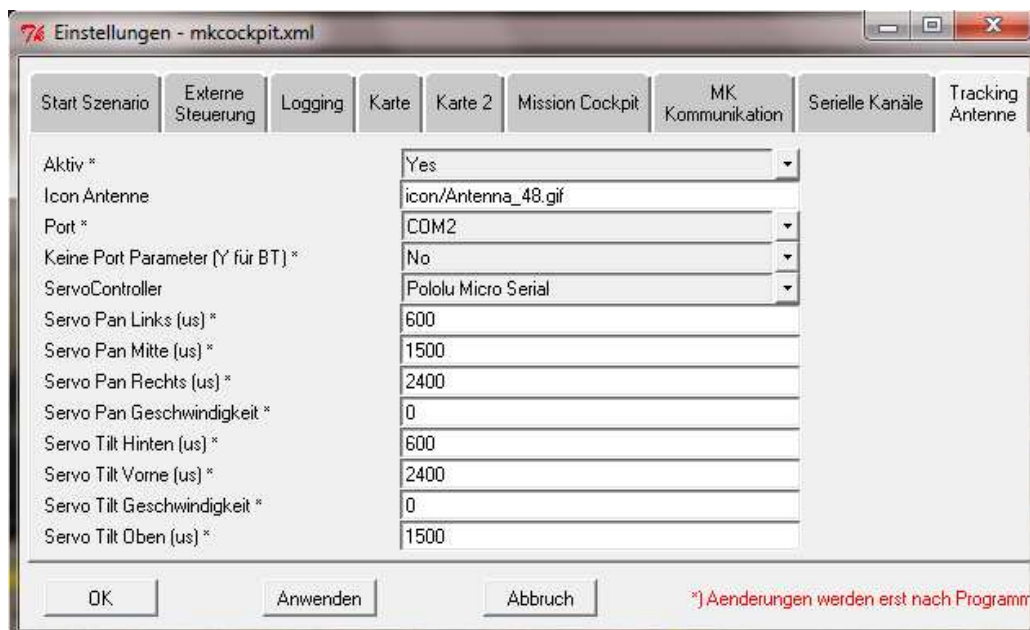 Einstellungen - mkcockpit.xml
Start Szenario
Externe Steuerung
Logging
Karte
Karte 2
Mission Cockpit
MK Kommunikation
Serielle Kanäle
Tracking Antenne
Aktiv * Yes
Icon Antenne icon/Antenna_48.gif
Port * COM2
Keine Port Parameter (Y für BT) * No
ServoController Pololu Micro Serial
Servo Pan Links (us) * 600
Servo Pan Mitte (us) * 1500
Servo Pan Rechts (us) * 2400
Servo Pan Geschwindigkeit * 0
Servo Tilt Hinten (us) * 600
Servo Tilt Vorne (us) * 2400
Servo Tilt Geschwindigkeit * 0
Servo Tilt Oben (us) * 1500
OK Anwenden Abbruch *) Aenderungen werden erst nach Programm